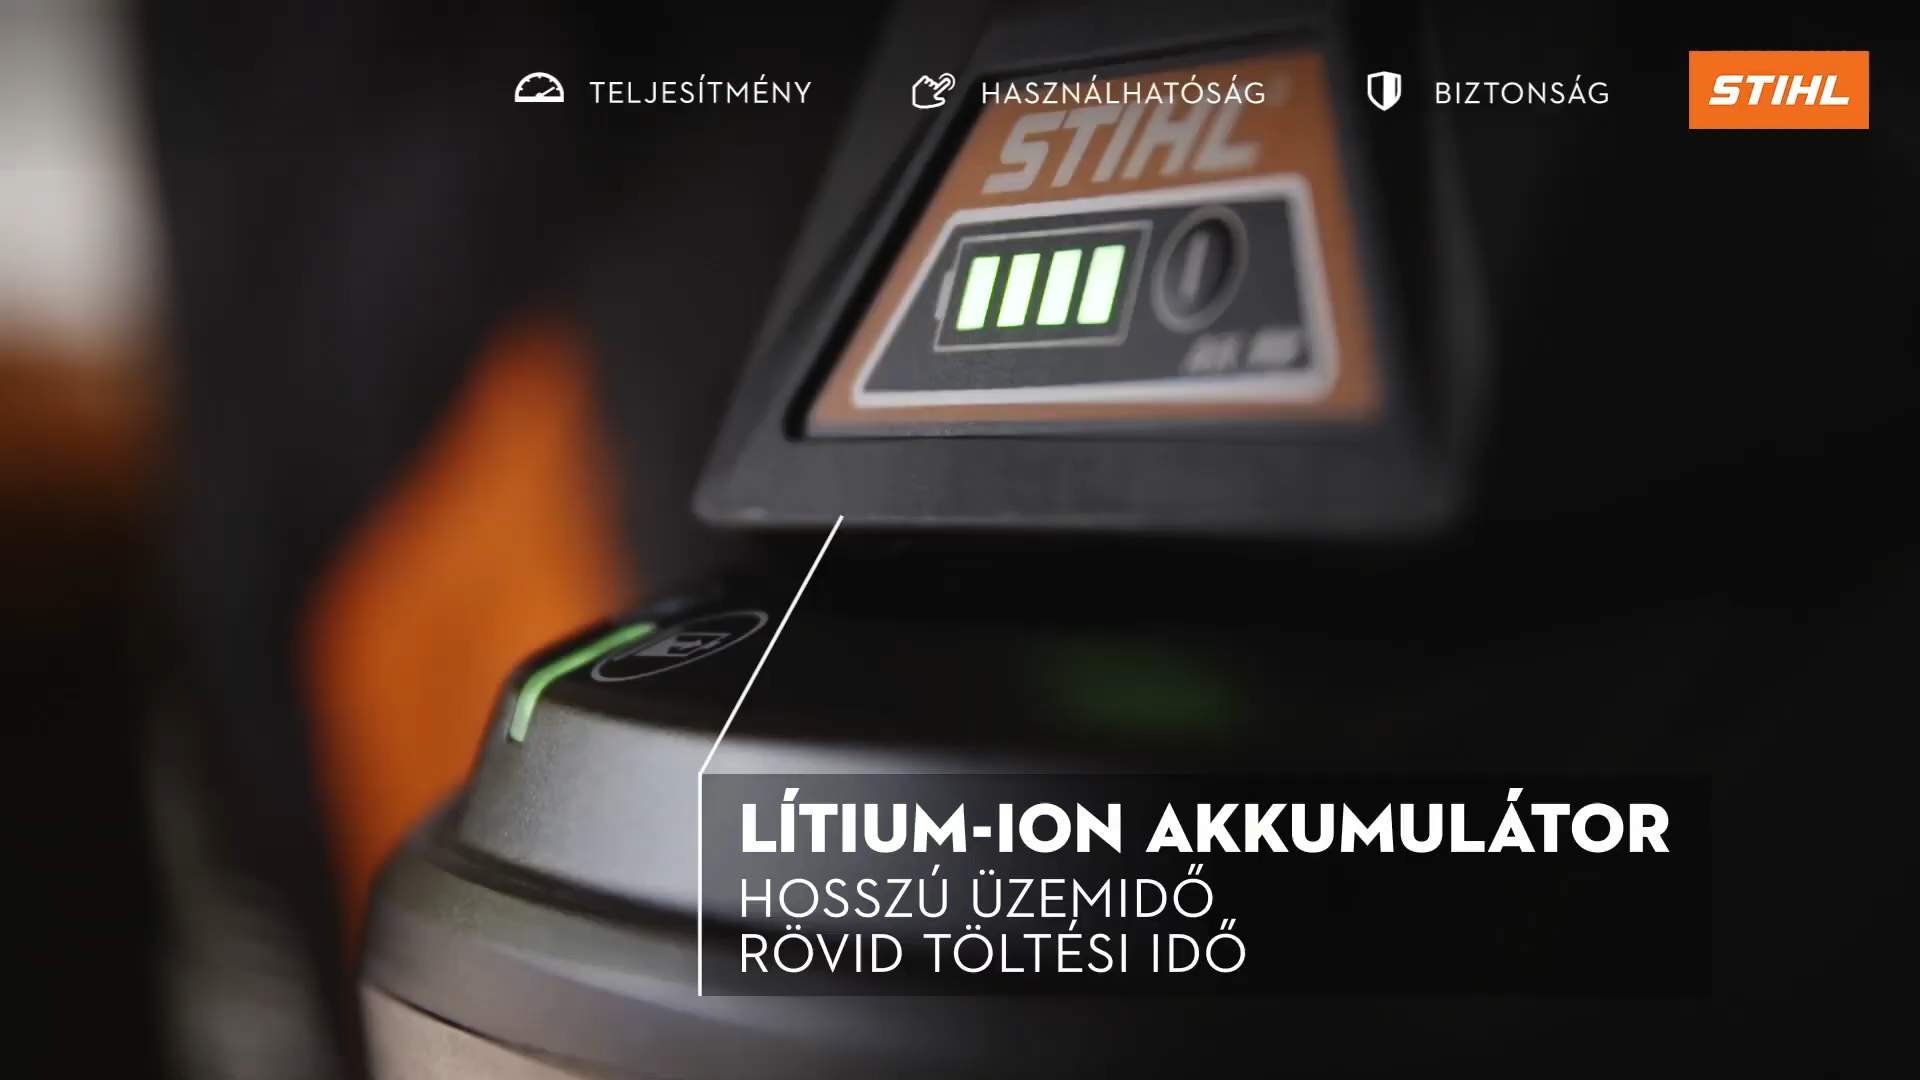 TELJESÍTMÉNY HASZNÁLHATÓSÁG BIZTONSÁG STIHL
STIHL
LÍTIUM-ION AKKUMULÁTOR
HOSSZÚ ÜZEMIDŐ
RÖVID TÖLTÉSI IDŐ